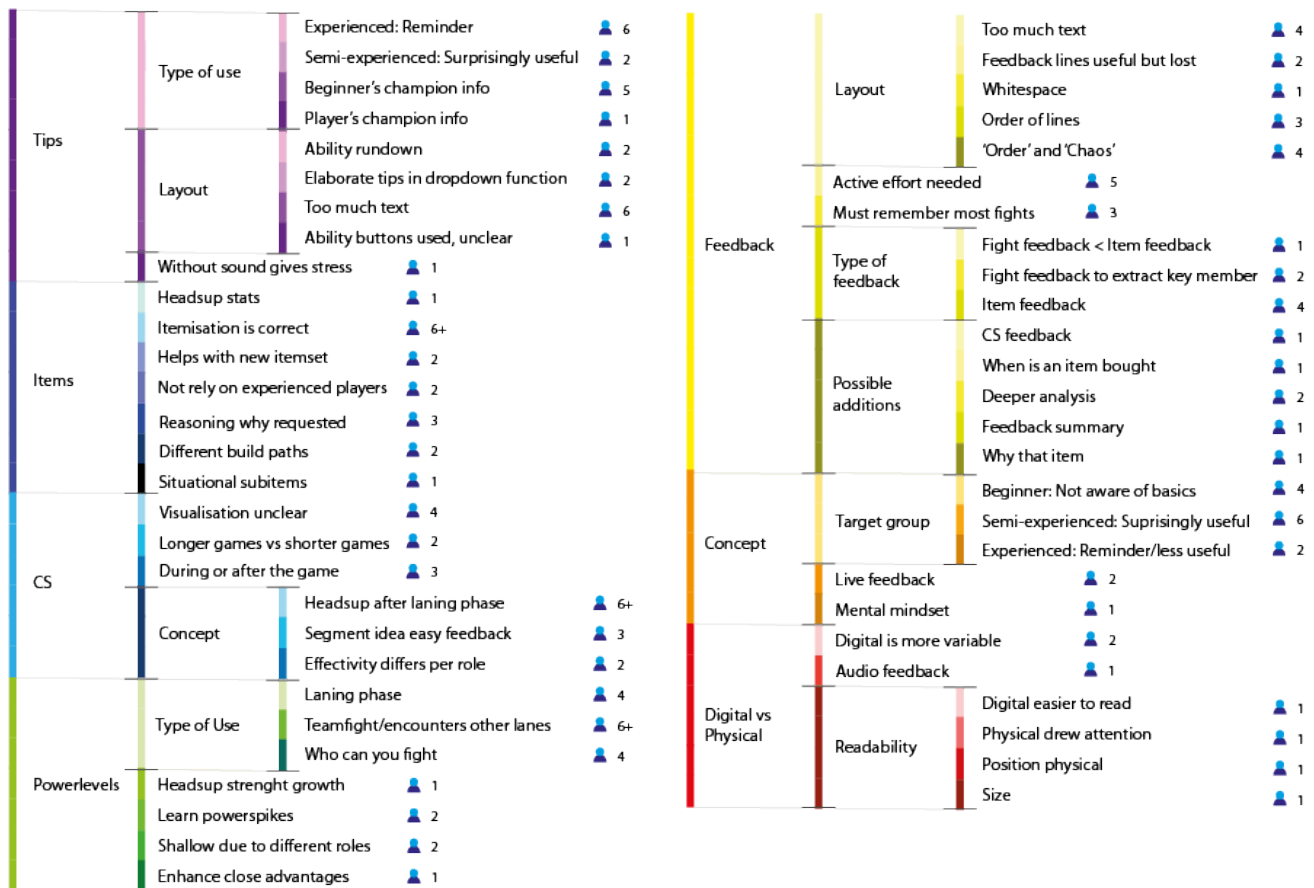 Tips
Type of use
Experienced: Reminder 6
Semi-experienced: Surprisingly useful 2
Beginner's champion info 5
Player's champion info 1
Layout
Ability rundown 2
Elaborate tips in dropdown function 2
Too much text 6
Ability buttons used, unclear 1
Without sound gives stress 1
Items
Headsup stats 1
Itemisation is correct 6+
Helps with new itemset 2
Not rely on experienced players 2
Reasoning why requested 3
Different build paths 2
Situational subitems 1
CS
Visualisation unclear 4
Longer games vs shorter games 2
During or after the game 3
Concept
Headsup after laning phase 6+
Segment idea easy feedback 3
Effectivity differs per role 2
Powerlevels
Type of Use
Laning phase 4
Teamfight/encounters other lanes 6+
Who can you fight 4
Headsup strenght growth 1
Learn powerspikes 2
Shallow due to different roles 2
Enhance close advantages 1
Feedback
Layout
Too much text 4
Feedback lines useful but lost 2
Whitespace 1
Order of lines 3
'Order' and 'Chaos' 4
Active effort needed 5
Must remember most fights 3
Type of
feedback
Fight feedback < Item feedback 1
Fight feedback to extract key member 2
Item feedback 4
Possible
additions
CS feedback 1
When is an item bought 1
Deeper analysis 2
Feedback summary 1
Why that item 1
Concept
Target group
Beginner: Not aware of basics 4
Semi-experienced: Suprisingly useful 6
Experienced: Reminder/less useful 2
Live feedback 2
Mental mindset 1
Digital vs
Physical
Digital is more variable 2
Audio feedback 1
Readability
Digital easier to read 1
Physical drew attention 1
Position physical 1
Size 1